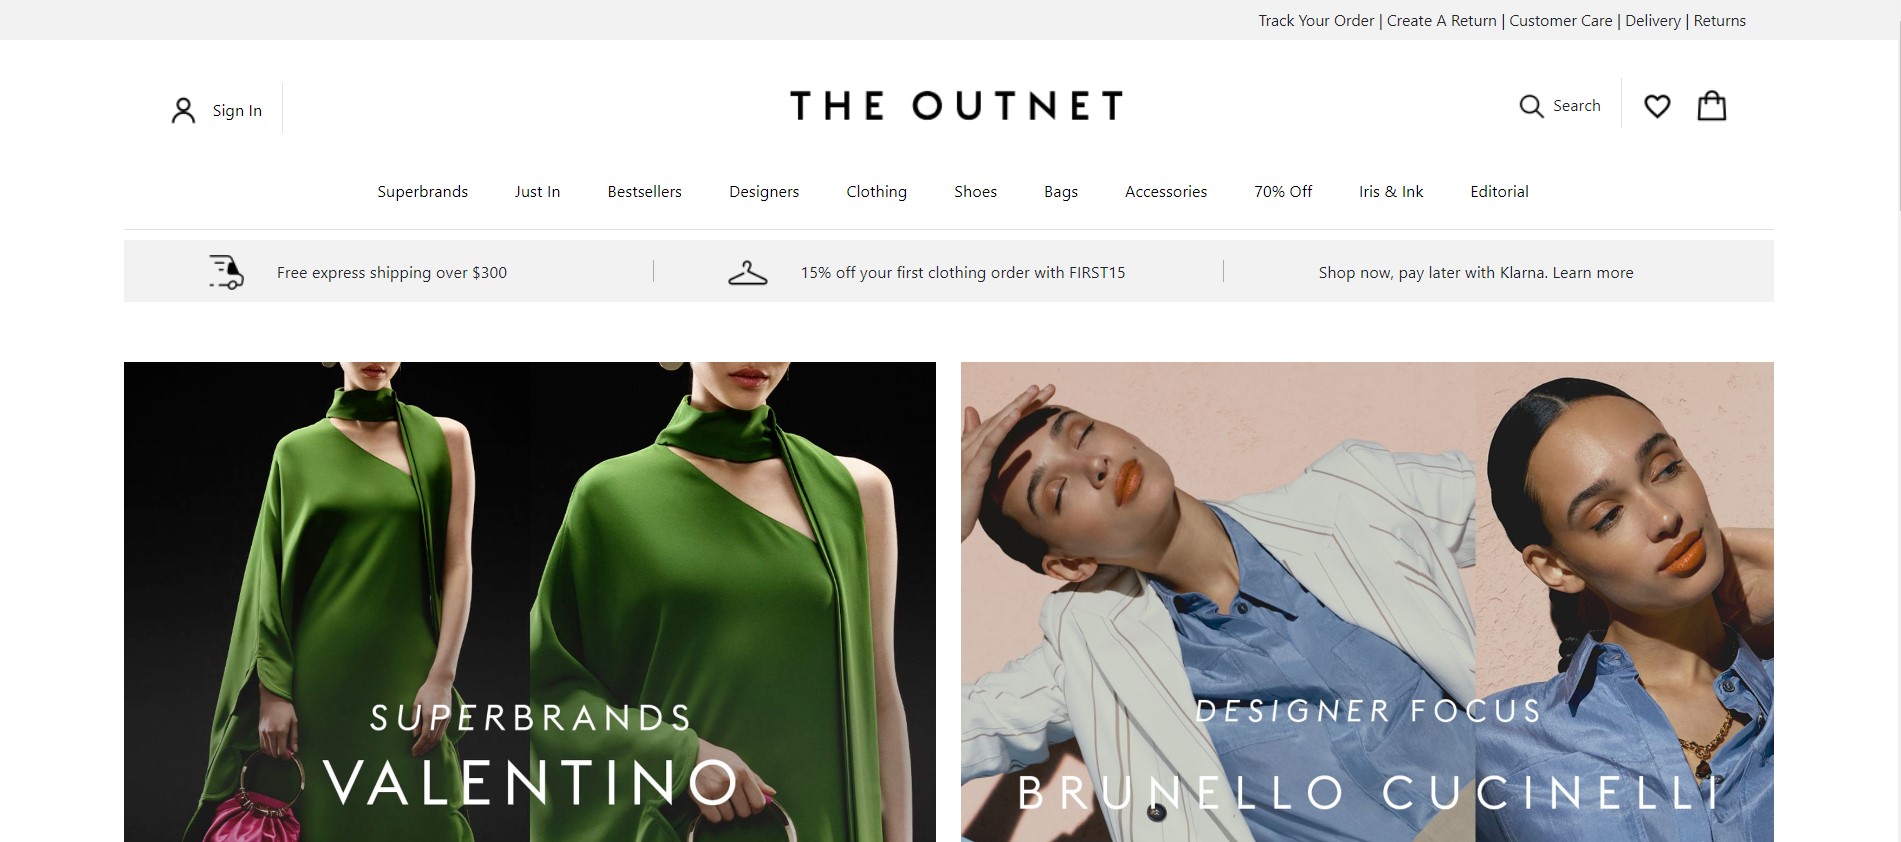 Track Your Order | Create A Return | Customer Care | Delivery | Returns
Sign In
THE OUTNET
Search
Superbrands Just In Bestsellers Designers Clothing Shoes Bags Accessories 70% Off Iris & Ink Editorial
Free express shipping over $300
15% off your first clothing order with FIRST15
Shop now, pay later with Klarna. Learn more
SUPERBRANDS
VALENTINO
DESIGNER FOCUS
BRUNELLO CUCINELLI